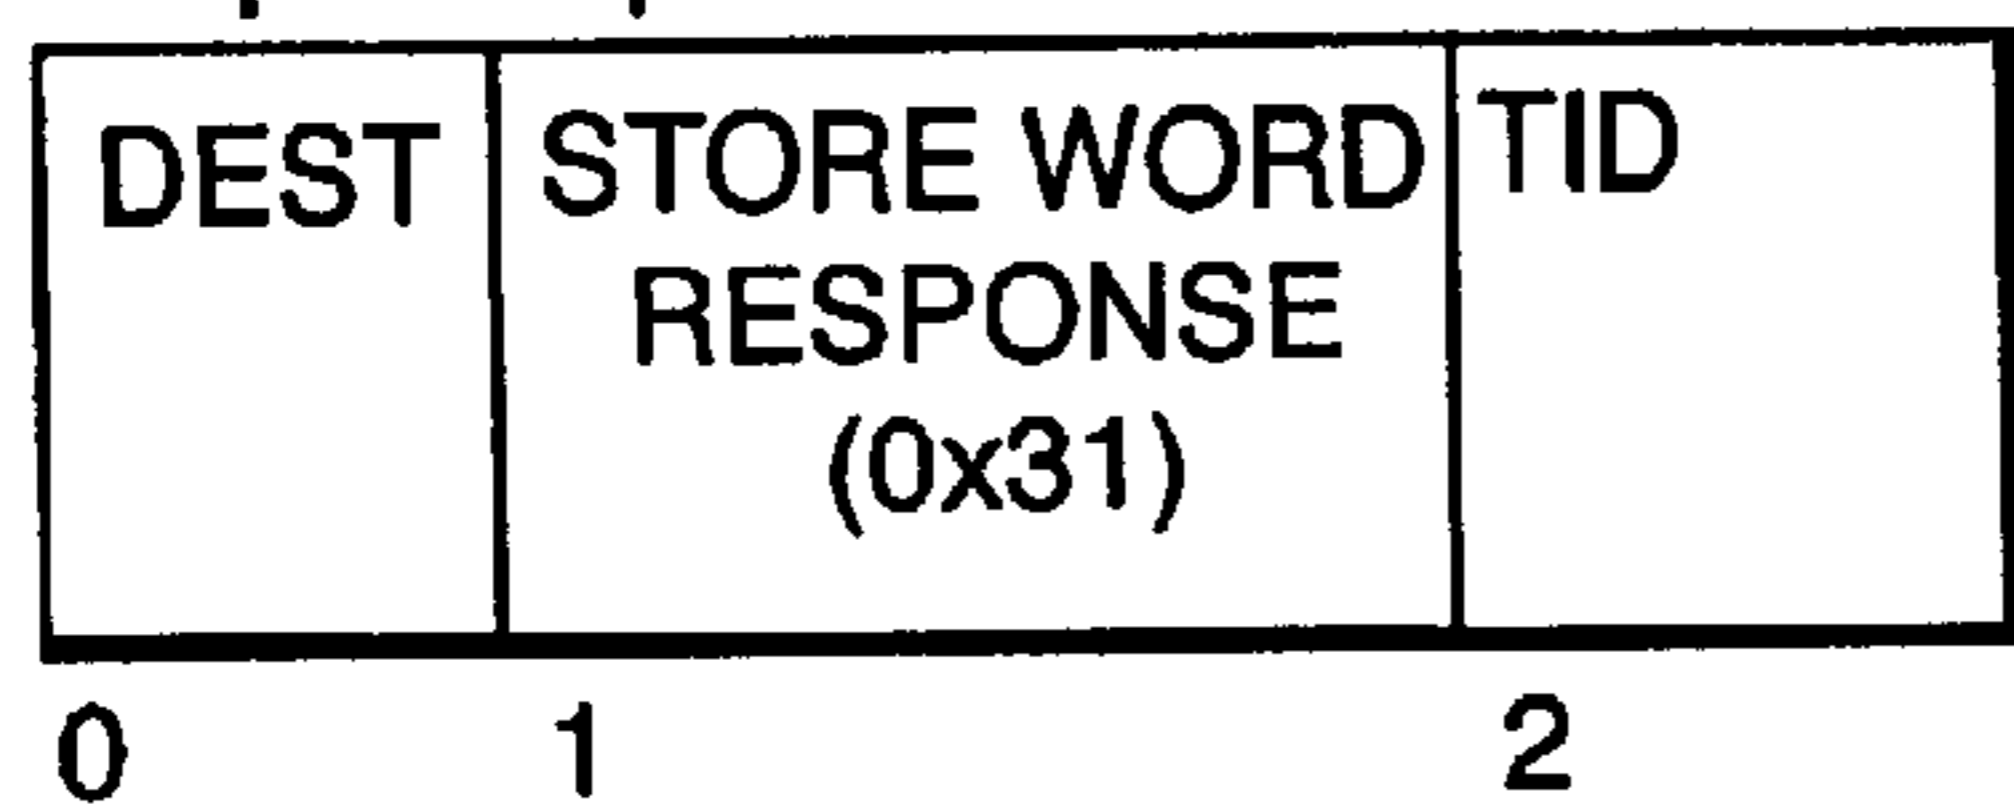 DEST
STORE WORD
RESPONSE
(0x31)
TID
0 1 2